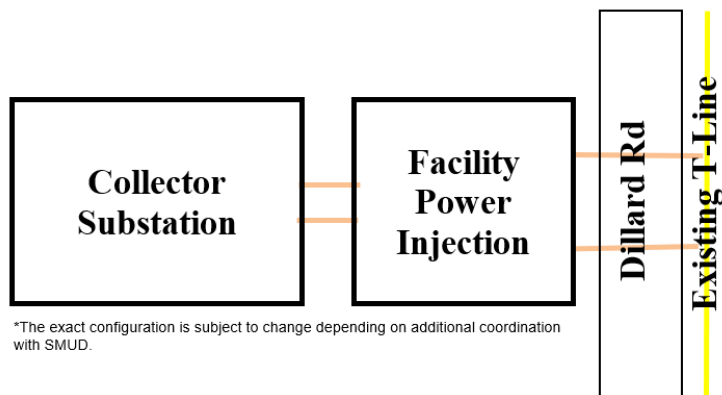 Collector
Substation
Facility
Power
Injection
Dillard Rd
Existing T-Line
*The exact configuration is subject to change depending on additional coordination
with SMUD.